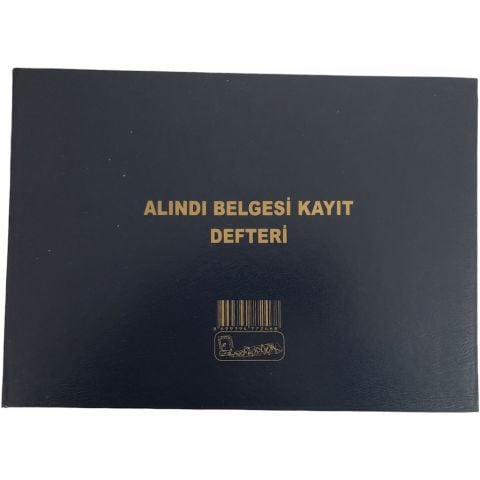 ALINDI BELGESİ KAYIT
DEFTERİ